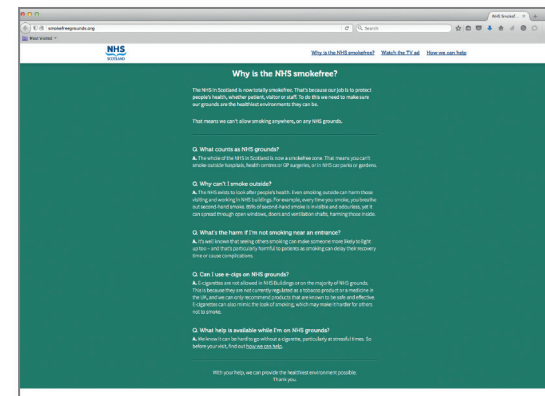 NHS Smokef...
smokefreegrounds.org
Search
Most Visited
NHS
SCOTLAND
Why is the NHS smokefree? Watch the TV ad How we can help
Why is the NHS smokefree?
The NHS in Scotland is now totally smokefree. That's because our job is to protect
people's health, whether patient, visitor or staff. To do this we need to make sure
our grounds are the healthiest environments they can be.
That means we can't allow smoking anywhere, on any NHS grounds.
Q. What counts as NHS grounds?
A. The whole of the NHS in Scotland is now a smokefree zone. That means you can't
smoke outside hospitals, health centres or GP surgeries, or in NHS car parks or gardens.
Q. Why can't I smoke outside?
A. The NHS exists to look after people's health. Even smoking outside can harm those
visiting and working in NHS buildings. For example, every time you smoke, you breathe
out second-hand smoke. 85% of second-hand smoke is invisible and odourless, yet it
can spread through open windows, doors and ventilation shafts, harming those inside.
Q. What's the harm if I'm not smoking near an entrance?
A. It's well-known that seeing others smoking can make someone more likely to light
up too – and that's particularly harmful to patients as smoking can delay their recovery
time or cause complications.
Q. Can I use e-cigs on NHS grounds?
A. E-cigarettes are not allowed in NHS Buildings or on the majority of NHS grounds.
This is because they are not currently regulated as a tobacco product or a medicine in
the UK, and we can only recommend products that are known to be safe and effective.
E-cigarettes can also mimic the look of smoking, which may make it harder for others
not to smoke.
Q. What help is available while I'm on NHS grounds?
A. We know it can be hard to go without a cigarette, particularly at stressful times. So
before your visit, find out how we can help.
With your help, we can provide the healthiest environment possible.
Thank you.